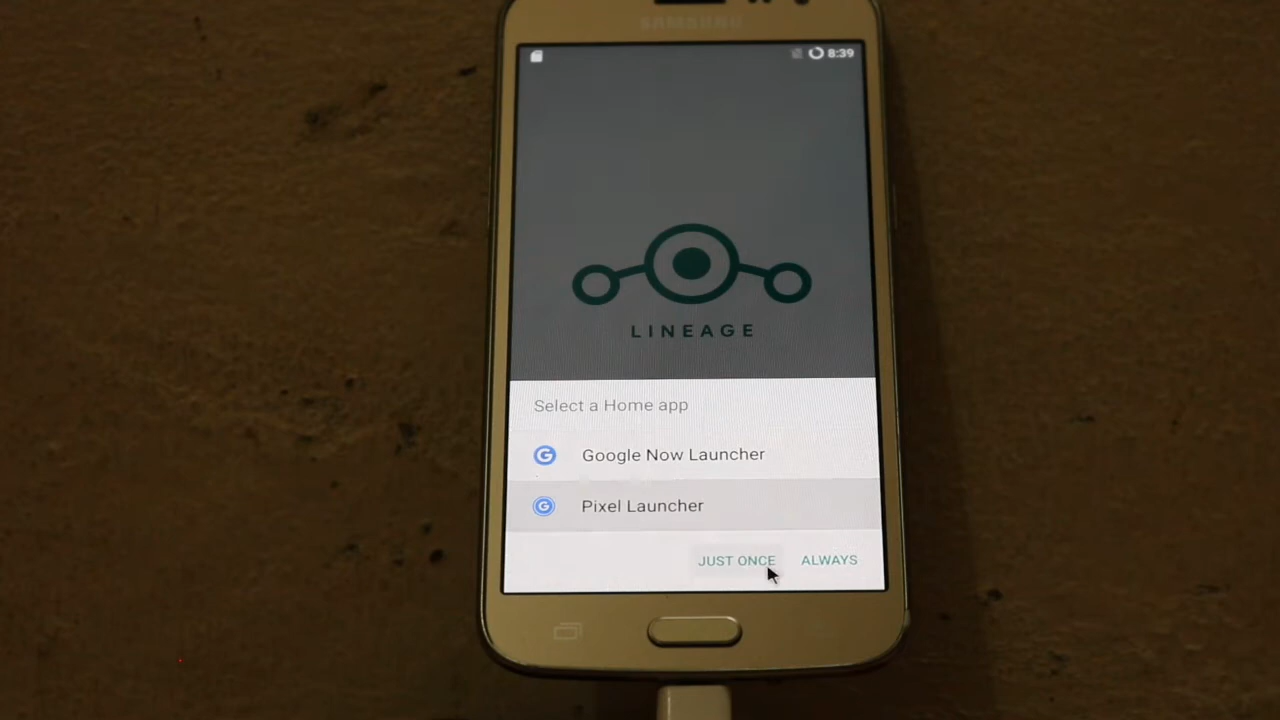 SAMSUNG
8:39
LINEAGE
Select a Home app
G Google Now Launcher
G Pixel Launcher
JUST ONCE ALWAYS